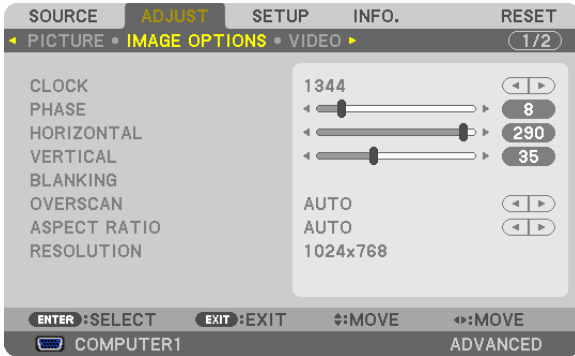 SOURCE ADJUST SETUP INFO. RESET
◄ PICTURE • IMAGE OPTIONS • VIDEO ► 1/2
CLOCK 1344
PHASE 8
HORIZONTAL 290
VERTICAL 35
BLANKING
OVERSCAN AUTO
ASPECT RATIO AUTO
RESOLUTION 1024x768
ENTER :SELECT EXIT :EXIT :MOVE :MOVE
COMPUTER1 ADVANCED